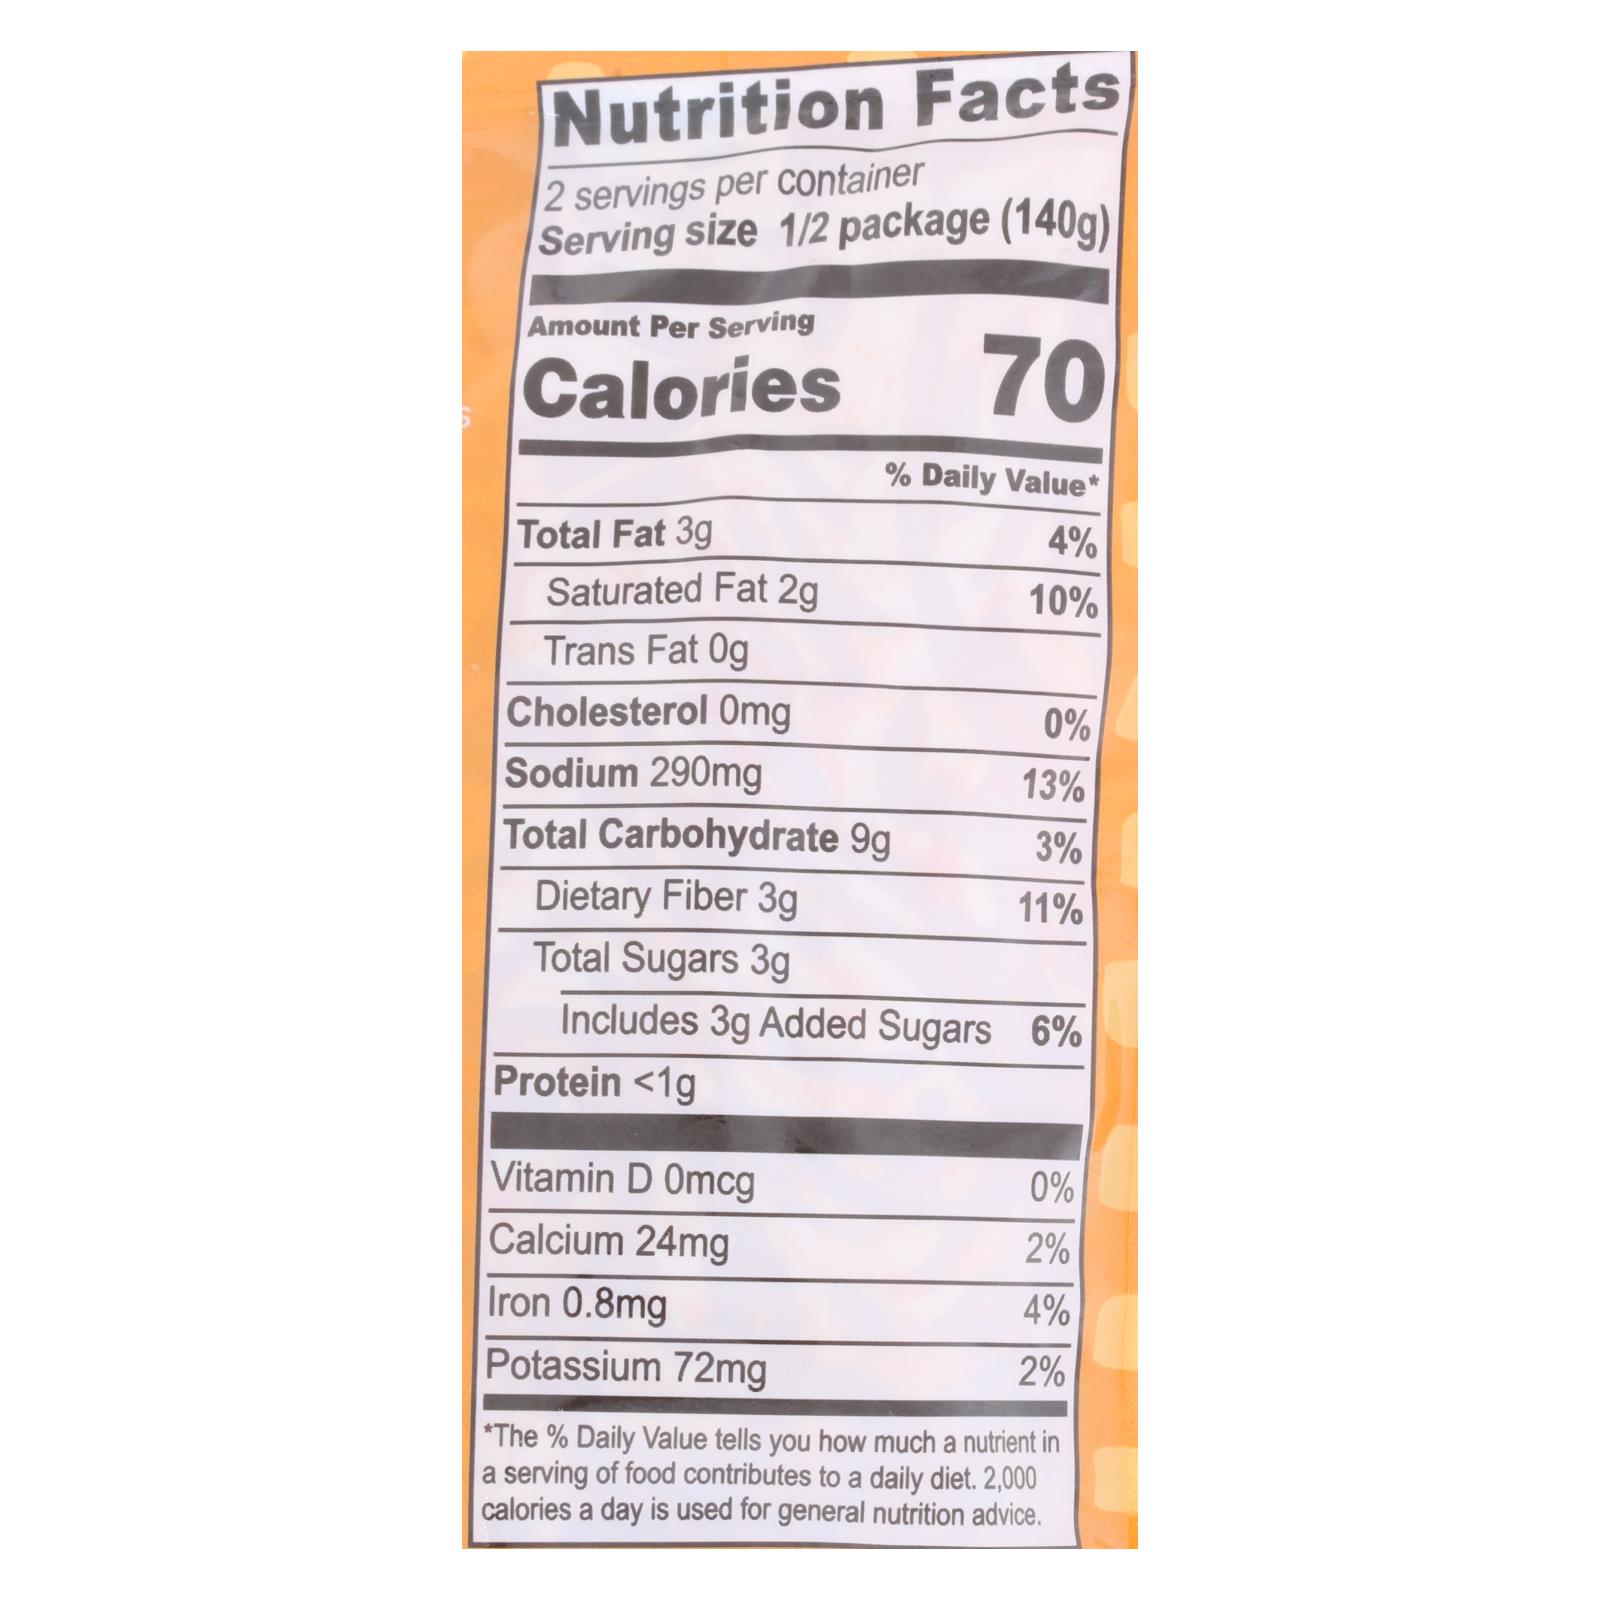 Nutrition Facts
2 servings per container
Serving size 1/2 package (140g)
Amount Per Serving
Calories 70
% Daily Value*
Total Fat 3g 4%
Saturated Fat 2g 10%
Trans Fat 0g
Cholesterol 0mg 0%
Sodium 290mg 13%
Total Carbohydrate 9g 3%
Dietary Fiber 3g 11%
Total Sugars 3g
Includes 3g Added Sugars 6%
Protein <1g
Vitamin D 0mcg 0%
Calcium 24mg 2%
Iron 0.8mg 4%
Potassium 72mg 2%
*The % Daily Value tells you how much a nutrient in
a serving of food contributes to a daily diet. 2,000
calories a day is used for general nutrition advice.